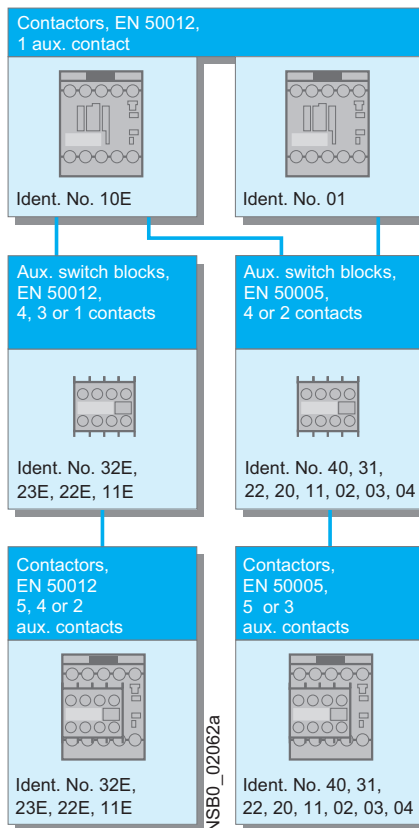 Contactors, EN 50012,
1 aux. contact
Ident. No. 10E
Ident. No. 01
Aux. switch blocks,
EN 50012,
4, 3 or 1 contacts
Aux. switch blocks,
EN 50005,
4 or 2 contacts
Ident. No. 32E,
23E, 22E, 11E
Ident. No. 40, 31,
22, 20, 11, 02, 03, 04
Contactors,
EN 50012
5, 4 or 2
aux. contacts
Contactors,
EN 50005,
5 or 3
aux. contacts
Ident. No. 32E,
23E, 22E, 11E
NSB0_02062a
Ident. No. 40, 31,
22, 20, 11, 02, 03, 04